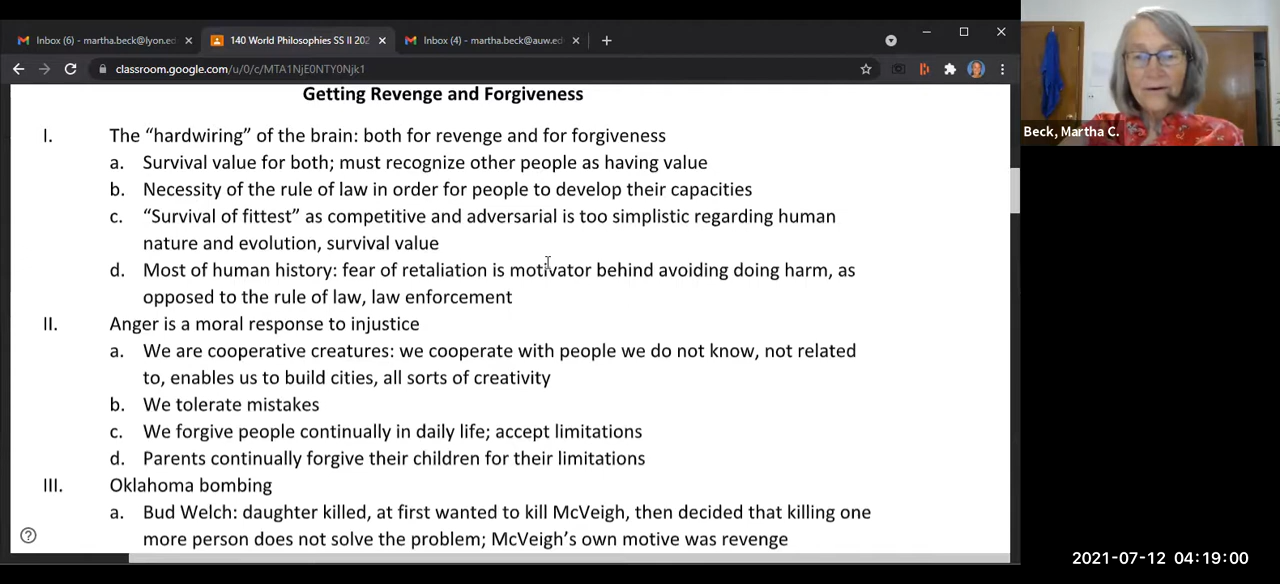 Inbox (6) - martha.beck@lyon.ed
140 World Philosophies SS II 202
Inbox (4) - martha.beck@auw.ed
classroom.google.com/u/0/c/MTA1NjE0NTY0Njk1
Beck, Martha C.
Getting Revenge and Forgiveness
I. The “hardwiring” of the brain: both for revenge and for forgiveness
a. Survival value for both; must recognize other people as having value
b. Necessity of the rule of law in order for people to develop their capacities
c. “Survival of fittest” as competitive and adversarial is too simplistic regarding human
nature and evolution, survival value
d. Most of human history: fear of retaliation is motivator behind avoiding doing harm, as
opposed to the rule of law, law enforcement
II. Anger is a moral response to injustice
a. We are cooperative creatures: we cooperate with people we do not know, not related
to, enables us to build cities, all sorts of creativity
b. We tolerate mistakes
c. We forgive people continually in daily life; accept limitations
d. Parents continually forgive their children for their limitations
III. Oklahoma bombing
a. Bud Welch: daughter killed, at first wanted to kill McVeigh, then decided that killing one
more person does not solve the problem; McVeigh’s own motive was revenge
2021-07-12 04:19:00